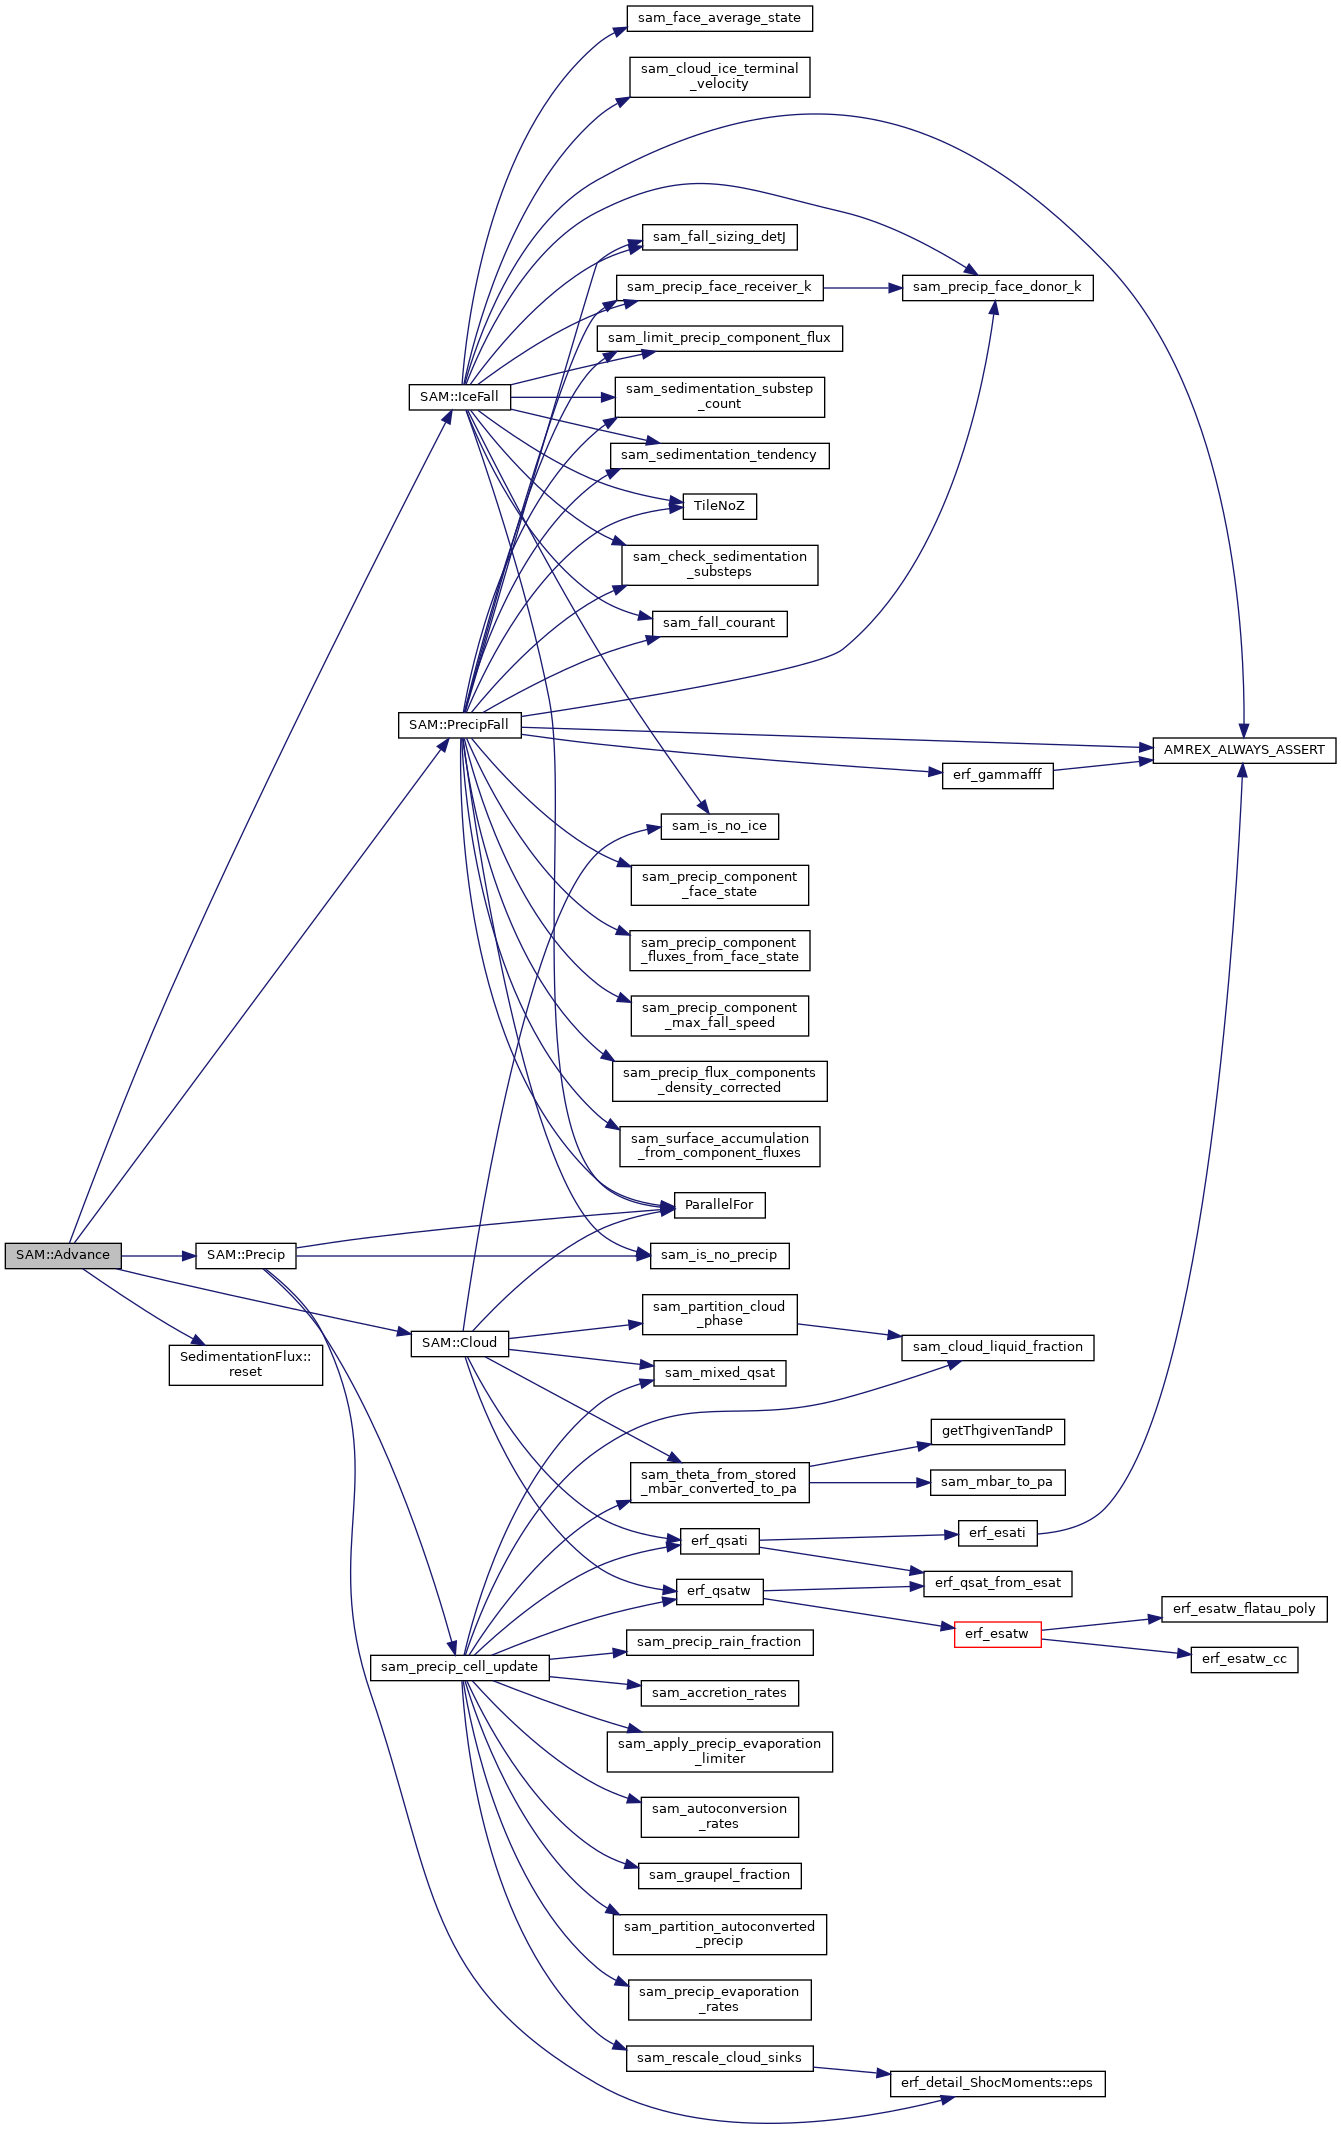 sam_face_average_state
sam_cloud_ice_terminal
_velocity
sam_fall_sizing_detJ
sam_precip_face_receiver_k
sam_precip_face_donor_k
sam_limit_precip_component_flux
SAM::IceFall
sam_sedimentation_substep
_count
sam_sedimentation_tendency
TileNoZ
sam_check_sedimentation
_substeps
sam_fall_courant
SAM::PrecipFall
AMREX_ALWAYS_ASSERT
erf_gammafff
sam_is_no_ice
sam_precip_component
_face_state
sam_precip_component
_fluxes_from_face_state
sam_precip_component
_max_fall_speed
sam_precip_flux_components
_density_corrected
sam_surface_accumulation
_from_component_fluxes
ParallelFor
SAM::Advance
SAM::Precip
sam_is_no_precip
sam_partition_cloud
_phase
SAM::Cloud
sam_cloud_liquid_fraction
SedimentationFlux::
reset
sam_mixed_qsat
getThgivenTandP
sam_theta_from_stored
_mbar_converted_to_pa
sam_mbar_to_pa
erf_qsati
erf_esati
erf_qsatw
erf_qsat_from_esat
erf_esatw_flatau_poly
erf_esatw
sam_precip_rain_fraction
erf_esatw_cc
sam_precip_cell_update
sam_accretion_rates
sam_apply_precip_evaporation
_limiter
sam_autoconversion
_rates
sam_graupel_fraction
sam_partition_autoconverted
_precip
sam_precip_evaporation
_rates
sam_rescale_cloud_sinks
erf_detail_ShocMoments::eps